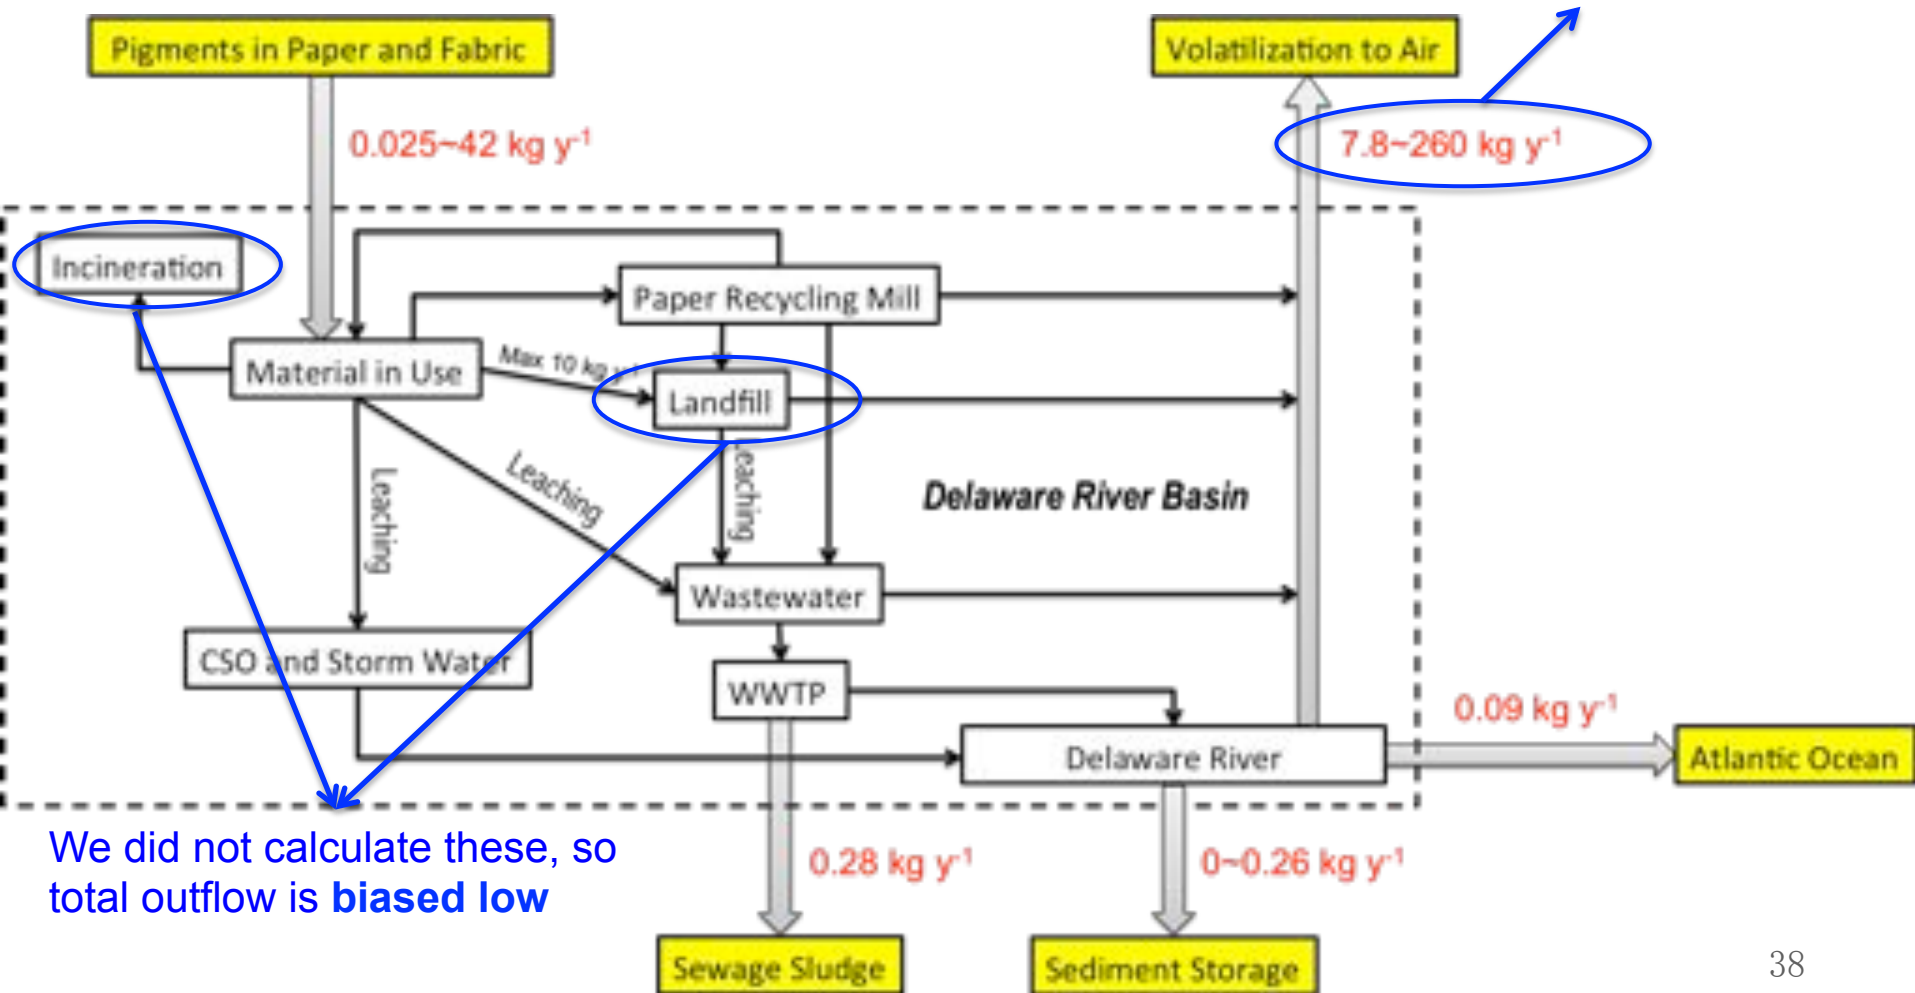 Pigments in Paper and Fabric
Volatilization to Air
0.025~42 kg y⁻¹
7.8~260 kg y⁻¹
Incineration
Paper Recycling Mill
Material in Use
Max 10 kg y⁻¹
Landfill
Leaching
Leaching
Leaching
Delaware River Basin
Wastewater
CSO and Storm Water
WWTP
0.09 kg y⁻¹
Delaware River
Atlantic Ocean
We did not calculate these, so
total outflow is biased low
0.28 kg y⁻¹
0~0.26 kg y⁻¹
Sewage Sludge
Sediment Storage
38